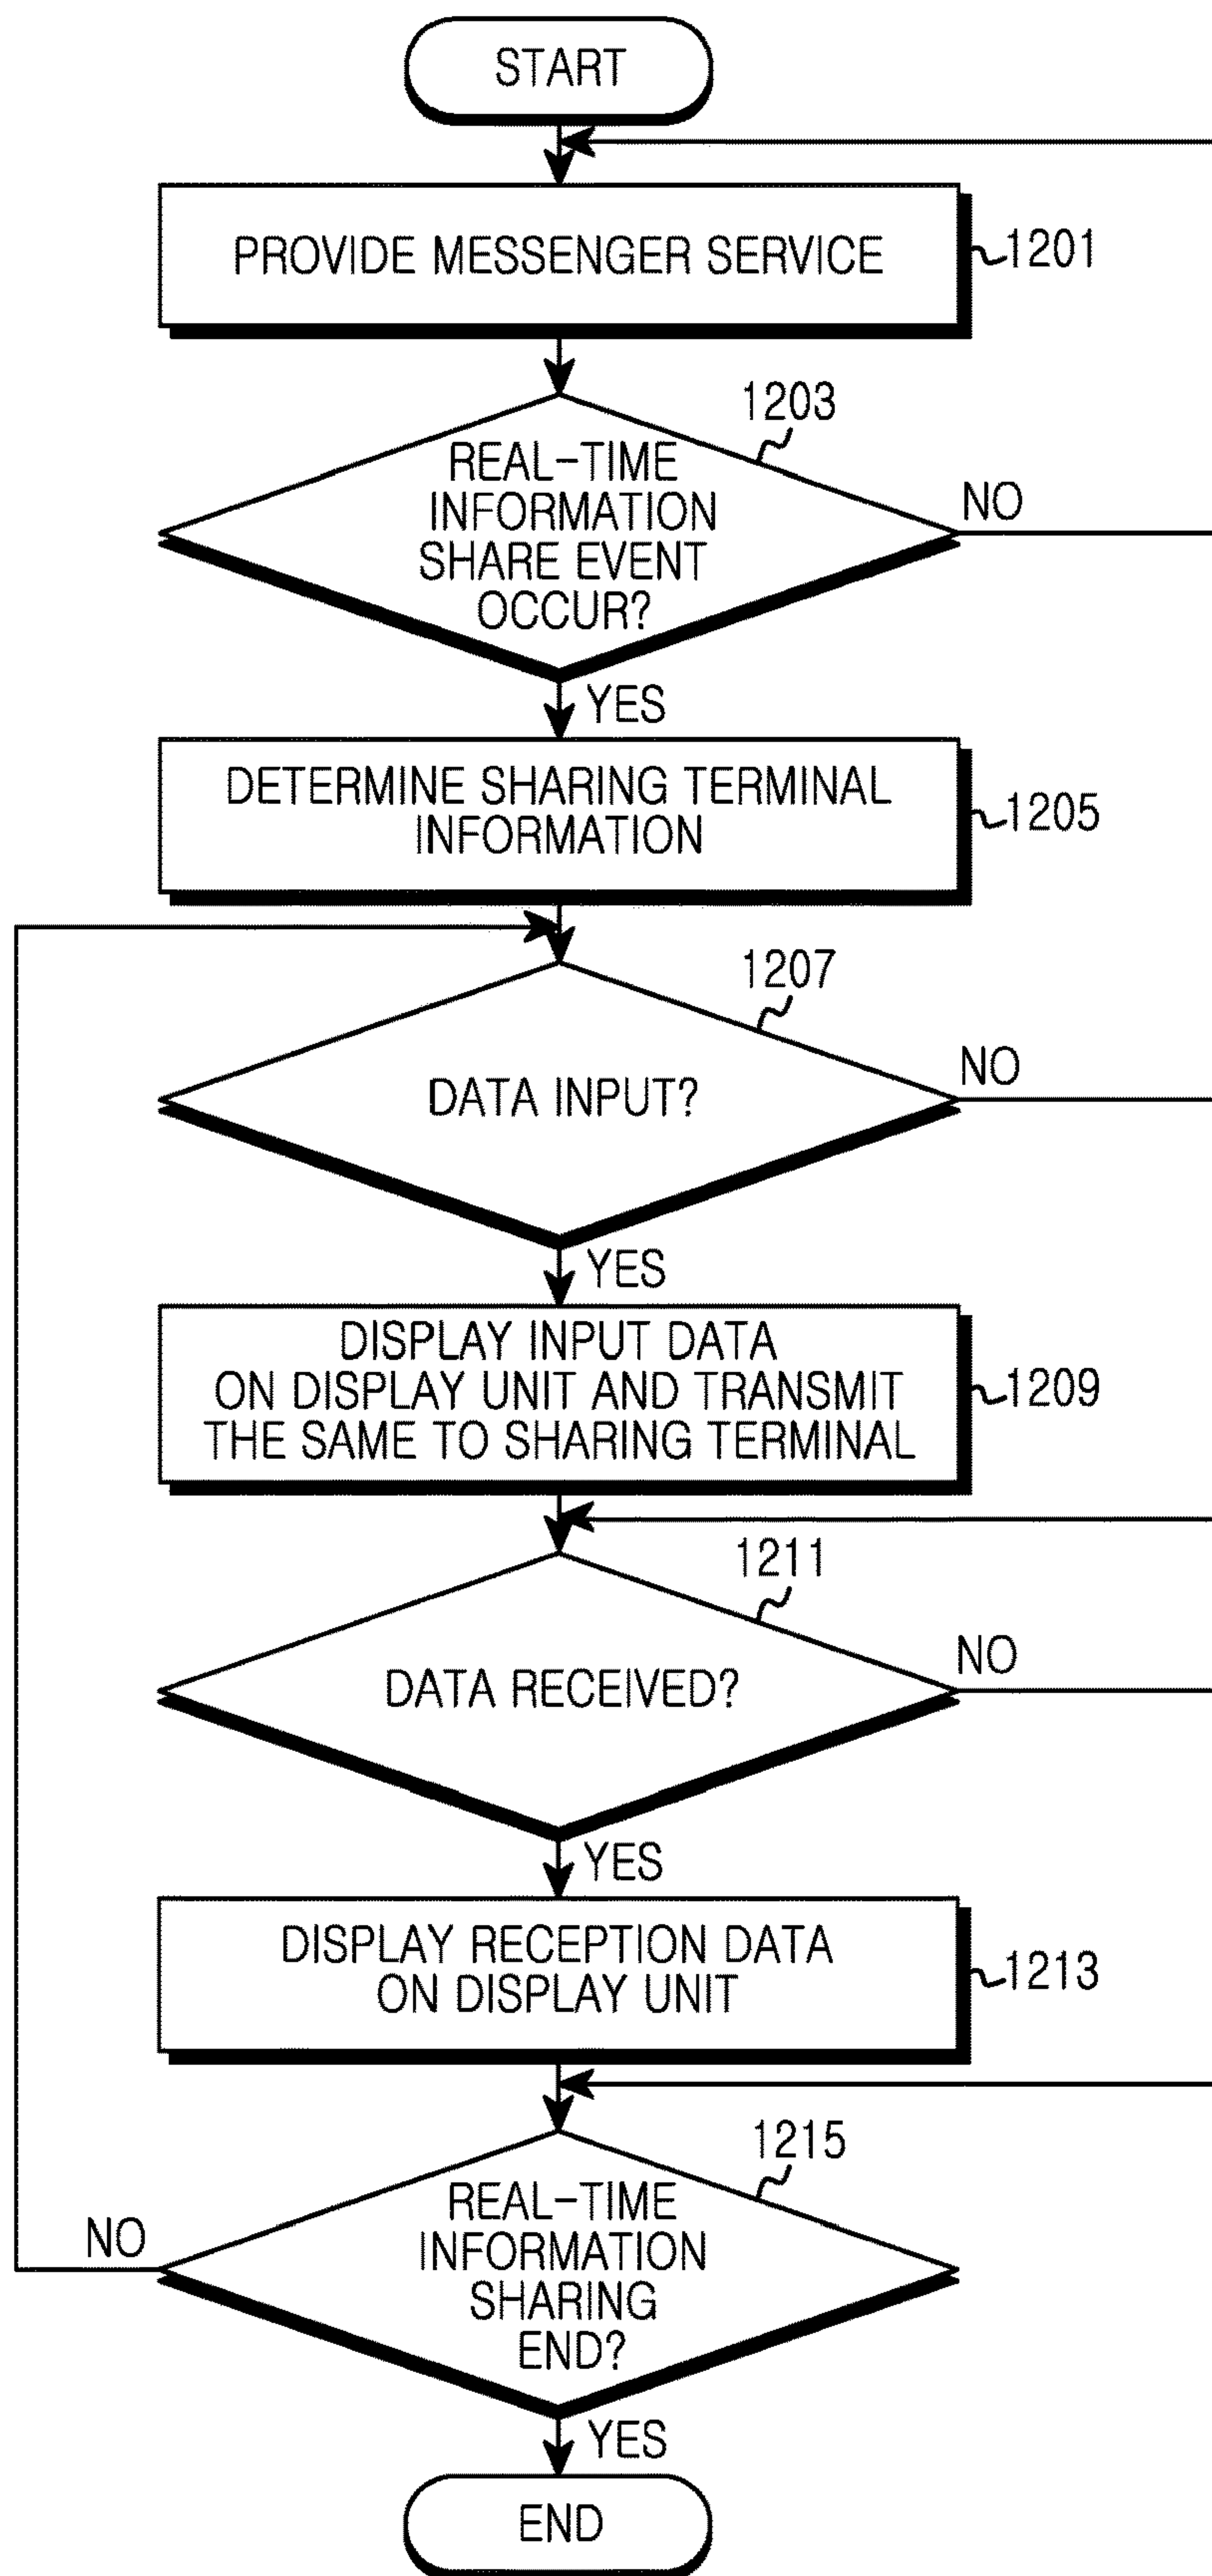 START
PROVIDE MESSENGER SERVICE
1201
1203
REAL-TIME
INFORMATION
SHARE EVENT
OCCUR?
NO
YES
DETERMINE SHARING TERMINAL
INFORMATION
1205
1207
DATA INPUT?
NO
YES
DISPLAY INPUT DATA
ON DISPLAY UNIT AND TRANSMIT
THE SAME TO SHARING TERMINAL
1209
1211
DATA RECEIVED?
NO
YES
DISPLAY RECEPTION DATA
ON DISPLAY UNIT
1213
1215
REAL-TIME
INFORMATION
SHARING
END?
NO
YES
END